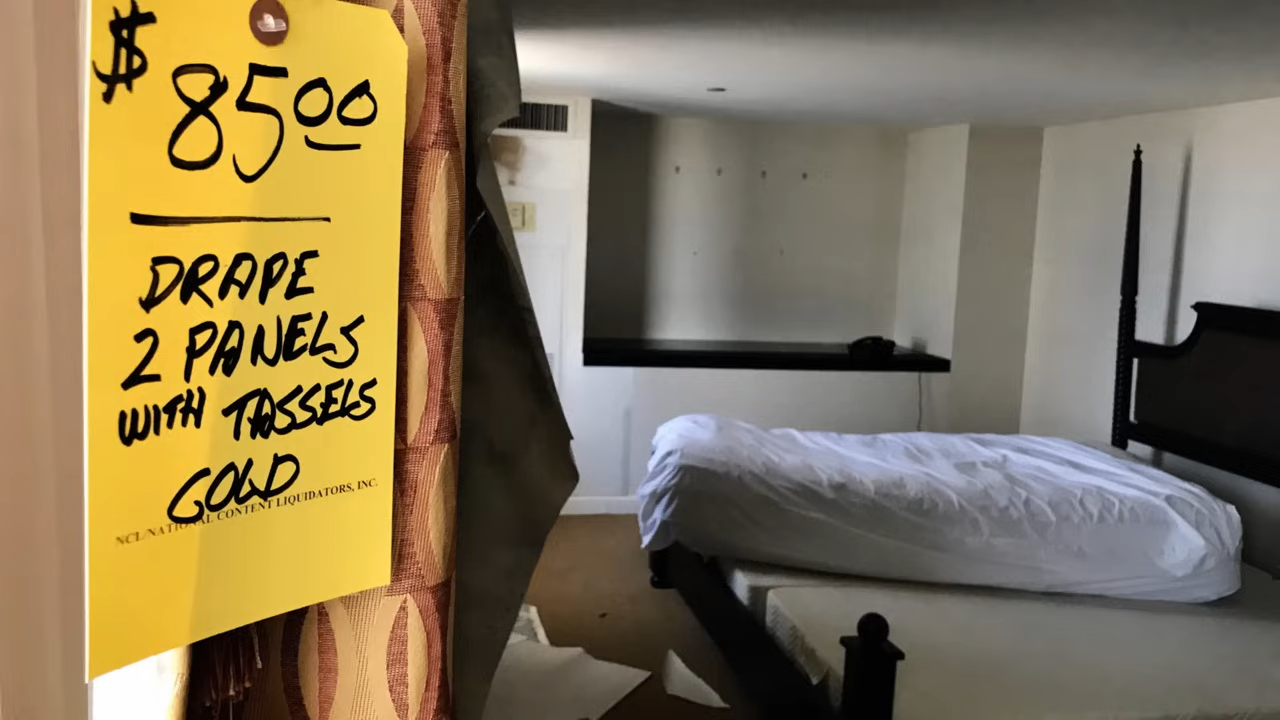 $ 85 00
DRAPE
2 PANELS
WITH TASSELS
GOLD
NCL/NATIONAL CONTENT LIQUIDATORS, INC.